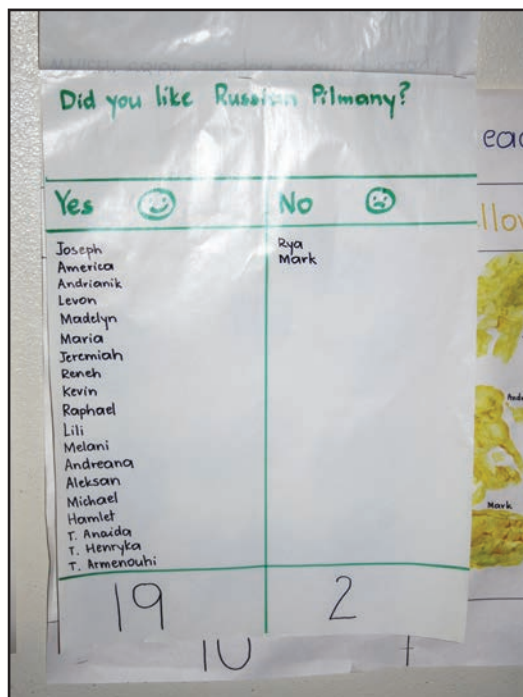 Did you like Russian Pilmany?
Yes
No
Joseph
America
Andrianik
Levon
Madelyn
Maria
Jeremiah
Reneh
Kevin
Raphael
Lili
Melani
Andreana
Aleksan
Michael
Hamlet
T. Anaida
T. Henryka
T. Armenouhi
Rya
Mark
19
2
Mark